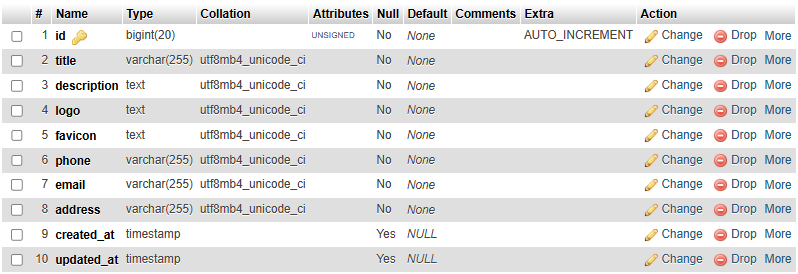 # Name Type Collation Attributes Null Default Comments Extra Action
1 id bigint(20) UNSIGNED No None AUTO_INCREMENT Change Drop More
2 title varchar(255) utf8mb4_unicode_ci No None Change Drop More
3 description text utf8mb4_unicode_ci No None Change Drop More
4 logo text utf8mb4_unicode_ci No None Change Drop More
5 favicon text utf8mb4_unicode_ci No None Change Drop More
6 phone varchar(255) utf8mb4_unicode_ci No None Change Drop More
7 email varchar(255) utf8mb4_unicode_ci No None Change Drop More
8 address varchar(255) utf8mb4_unicode_ci No None Change Drop More
9 created_at timestamp Yes NULL Change Drop More
10 updated_at timestamp Yes NULL Change Drop More